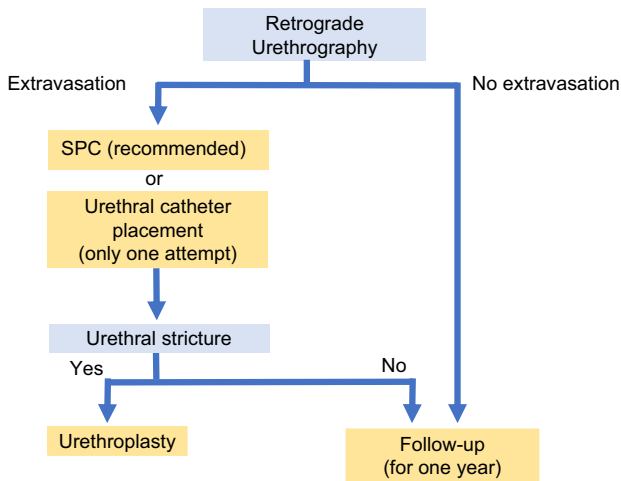 Retrograde
Urethrography
Extravasation
No extravasation
SPC (recommended)
or
Urethral catheter
placement
(only one attempt)
Urethral stricture
Yes
No
Urethroplasty
Follow-up
(for one year)